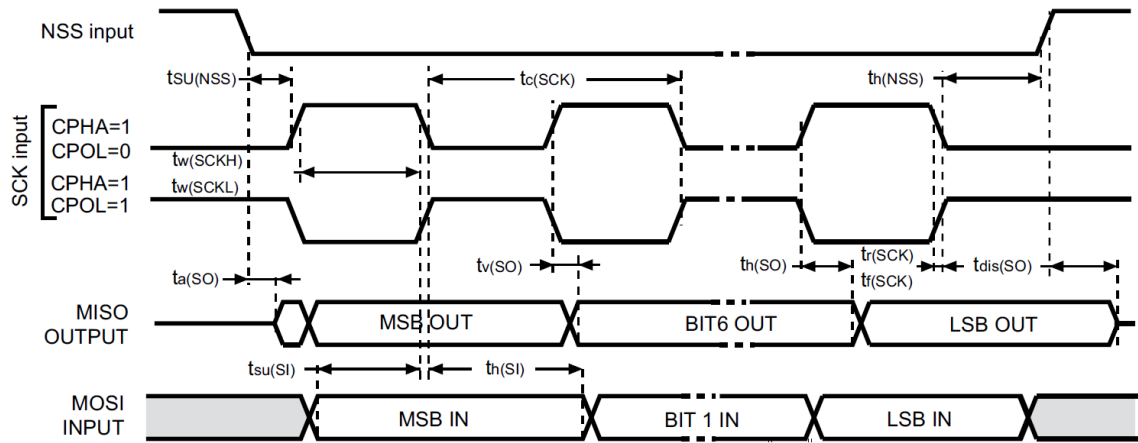 NSS input
tSU(NSS)
tc(SCK)
th(NSS)
SCK input
CPHA=1
CPOL=0
tw(SCKH)
CPHA=1
tw(SCKL)
CPOL=1
ta(SO)
tv(SO)
th(SO)
tr(SCK)
tf(SCK)
tdis(SO)
MISO
OUTPUT
MSB OUT
BIT6 OUT
LSB OUT
tsu(SI)
th(SI)
MOSI
INPUT
MSB IN
BIT 1 IN
LSB IN